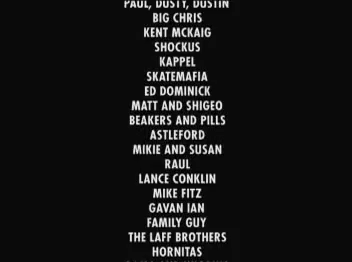 PAUL, DUSTY, DUSTIN
BIG CHRIS
KENT MCKAIG
SHOCKUS
KAPPEL
SKATEMAFIA
ED DOMINICK
MATT AND SHIGEO
BEAKERS AND PILLS
ASTLEFORD
MIKIE AND SUSAN
RAUL
LANCE CONKLIN
MIKE FITZ
GAVAN IAN
FAMILY GUY
THE LAFF BROTHERS
HORNITAS